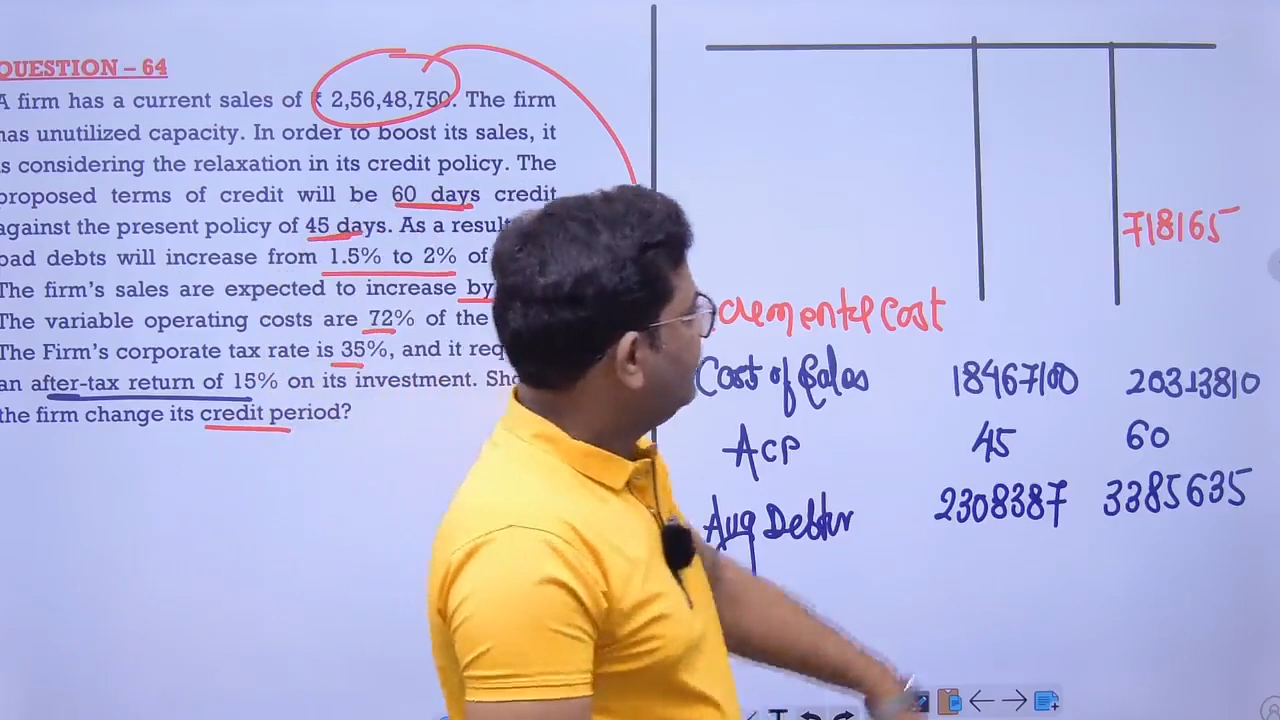 QUESTION – 64
A firm has a current sales of ₹ 2,56,48,750. The firm
has unutilized capacity. In order to boost its sales, it
is considering the relaxation in its credit policy. The
proposed terms of credit will be 60 days credit
against the present policy of 45 days. As a result
bad debts will increase from 1.5% to 2% of
The firm's sales are expected to increase by
The variable operating costs are 72% of the
The Firm's corporate tax rate is 35%, and it
an after-tax return of 15% on its investment.
the firm change its credit period?
718165
Cost
Cost of Sales 18467100 20313810
ACP 45 60
Avg Debtor 2308387 3385635